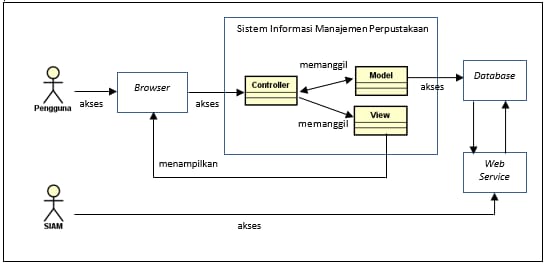 Sistem Informasi Manajemen Perpustakaan
memanggil
Pengguna
akses
Browser
akses
Controller
Model
akses
Database
View
memanggil
menampilkan
Web
Service
SIAM
akses